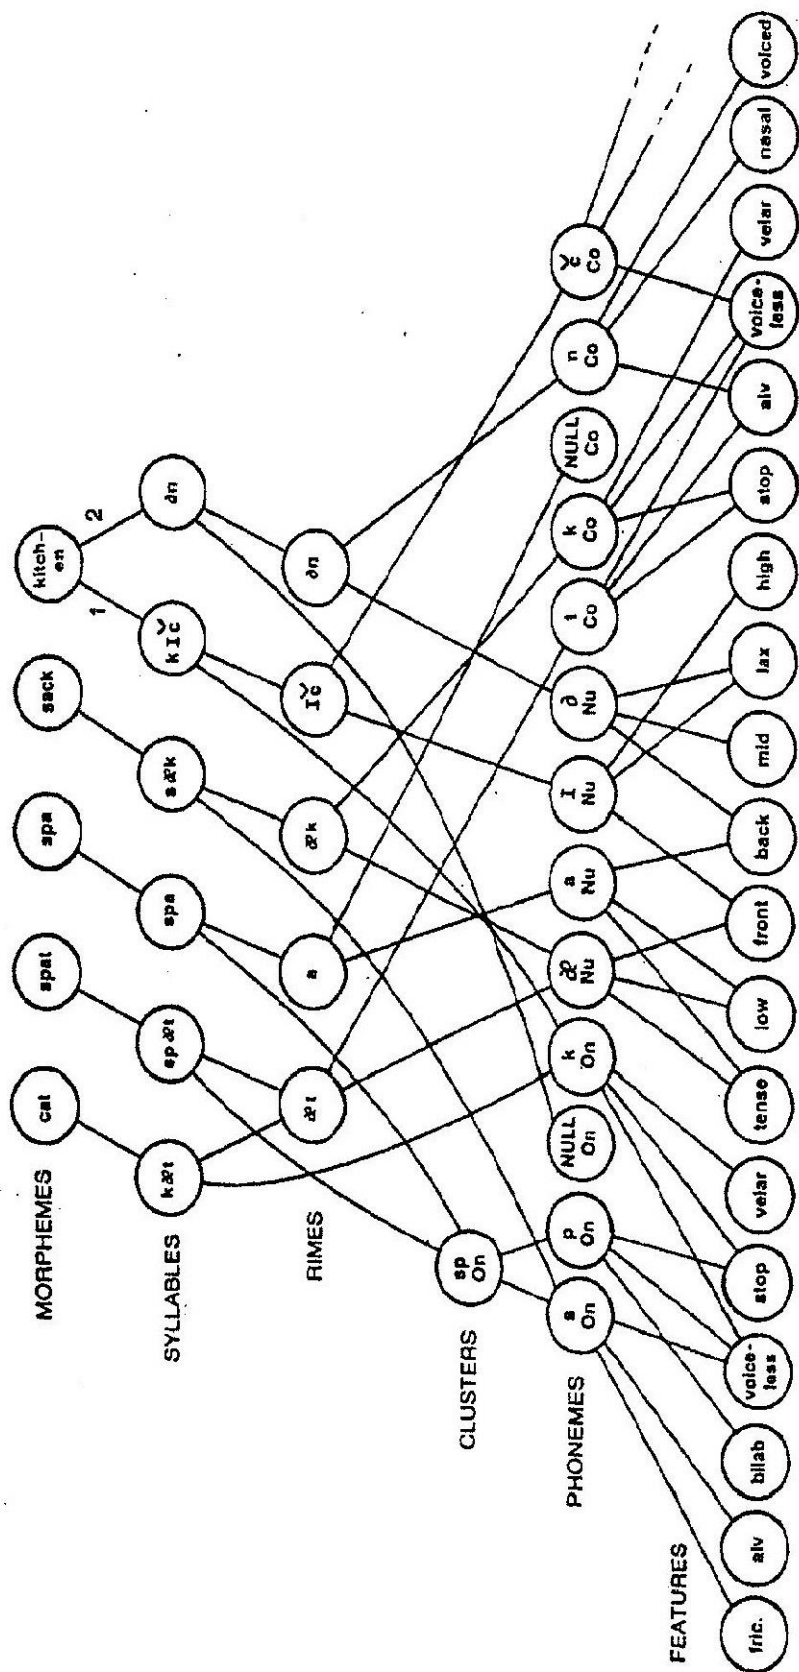 MORPHEMES
cat
spat
spa
sack
kitch-
en
1
2
SYLLABLES
kæt
spæt
spa
sæk
kIč
ən
RIMES
æt
a
æk
Ič
ən
CLUSTERS
sp
On
PHONEMES
s
On
p
On
NULL
On
k
On
æ
Nu
a
Nu
I
Nu
ə
Nu
t
Co
k
Co
NULL
Co
n
Co
č
Co
FEATURES
fric.
alv
bilab
voice-
less
stop
velar
tense
low
front
back
mid
lax
high
stop
alv
voice-
less
velar
nasal
voiced